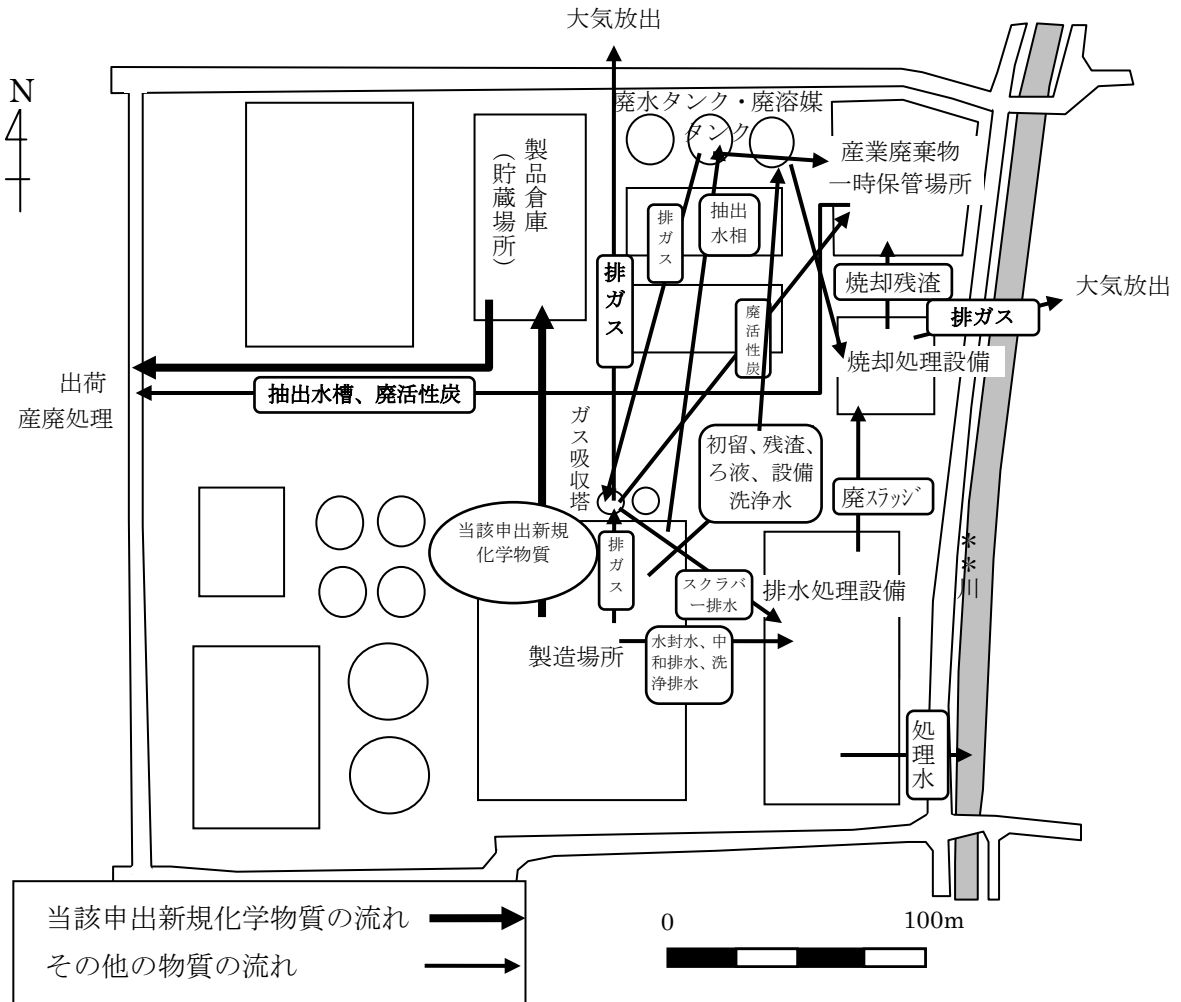 大気放出
N
廃水タンク・廃溶媒
タンク
製品倉庫
(貯蔵場所)
産業廃棄物
一時保管場所
排ガス
抽出
水相
排ガス
焼却残渣
大気放出
排ガス
廃活性炭
焼却処理設備
出荷
産廃処理
抽出水槽、廃活性炭
ガス吸収塔
初留、残渣、
ろ液、設備
洗浄水
廃ｽﾗｯｼﾞ
当該申出新規
化学物質
排ガス
スクラバ
ー排水
排水処理設備
**川
製造場所
水封水、中
和排水、洗
浄排水
処理水
当該申出新規化学物質の流れ
その他の物質の流れ
0
100m